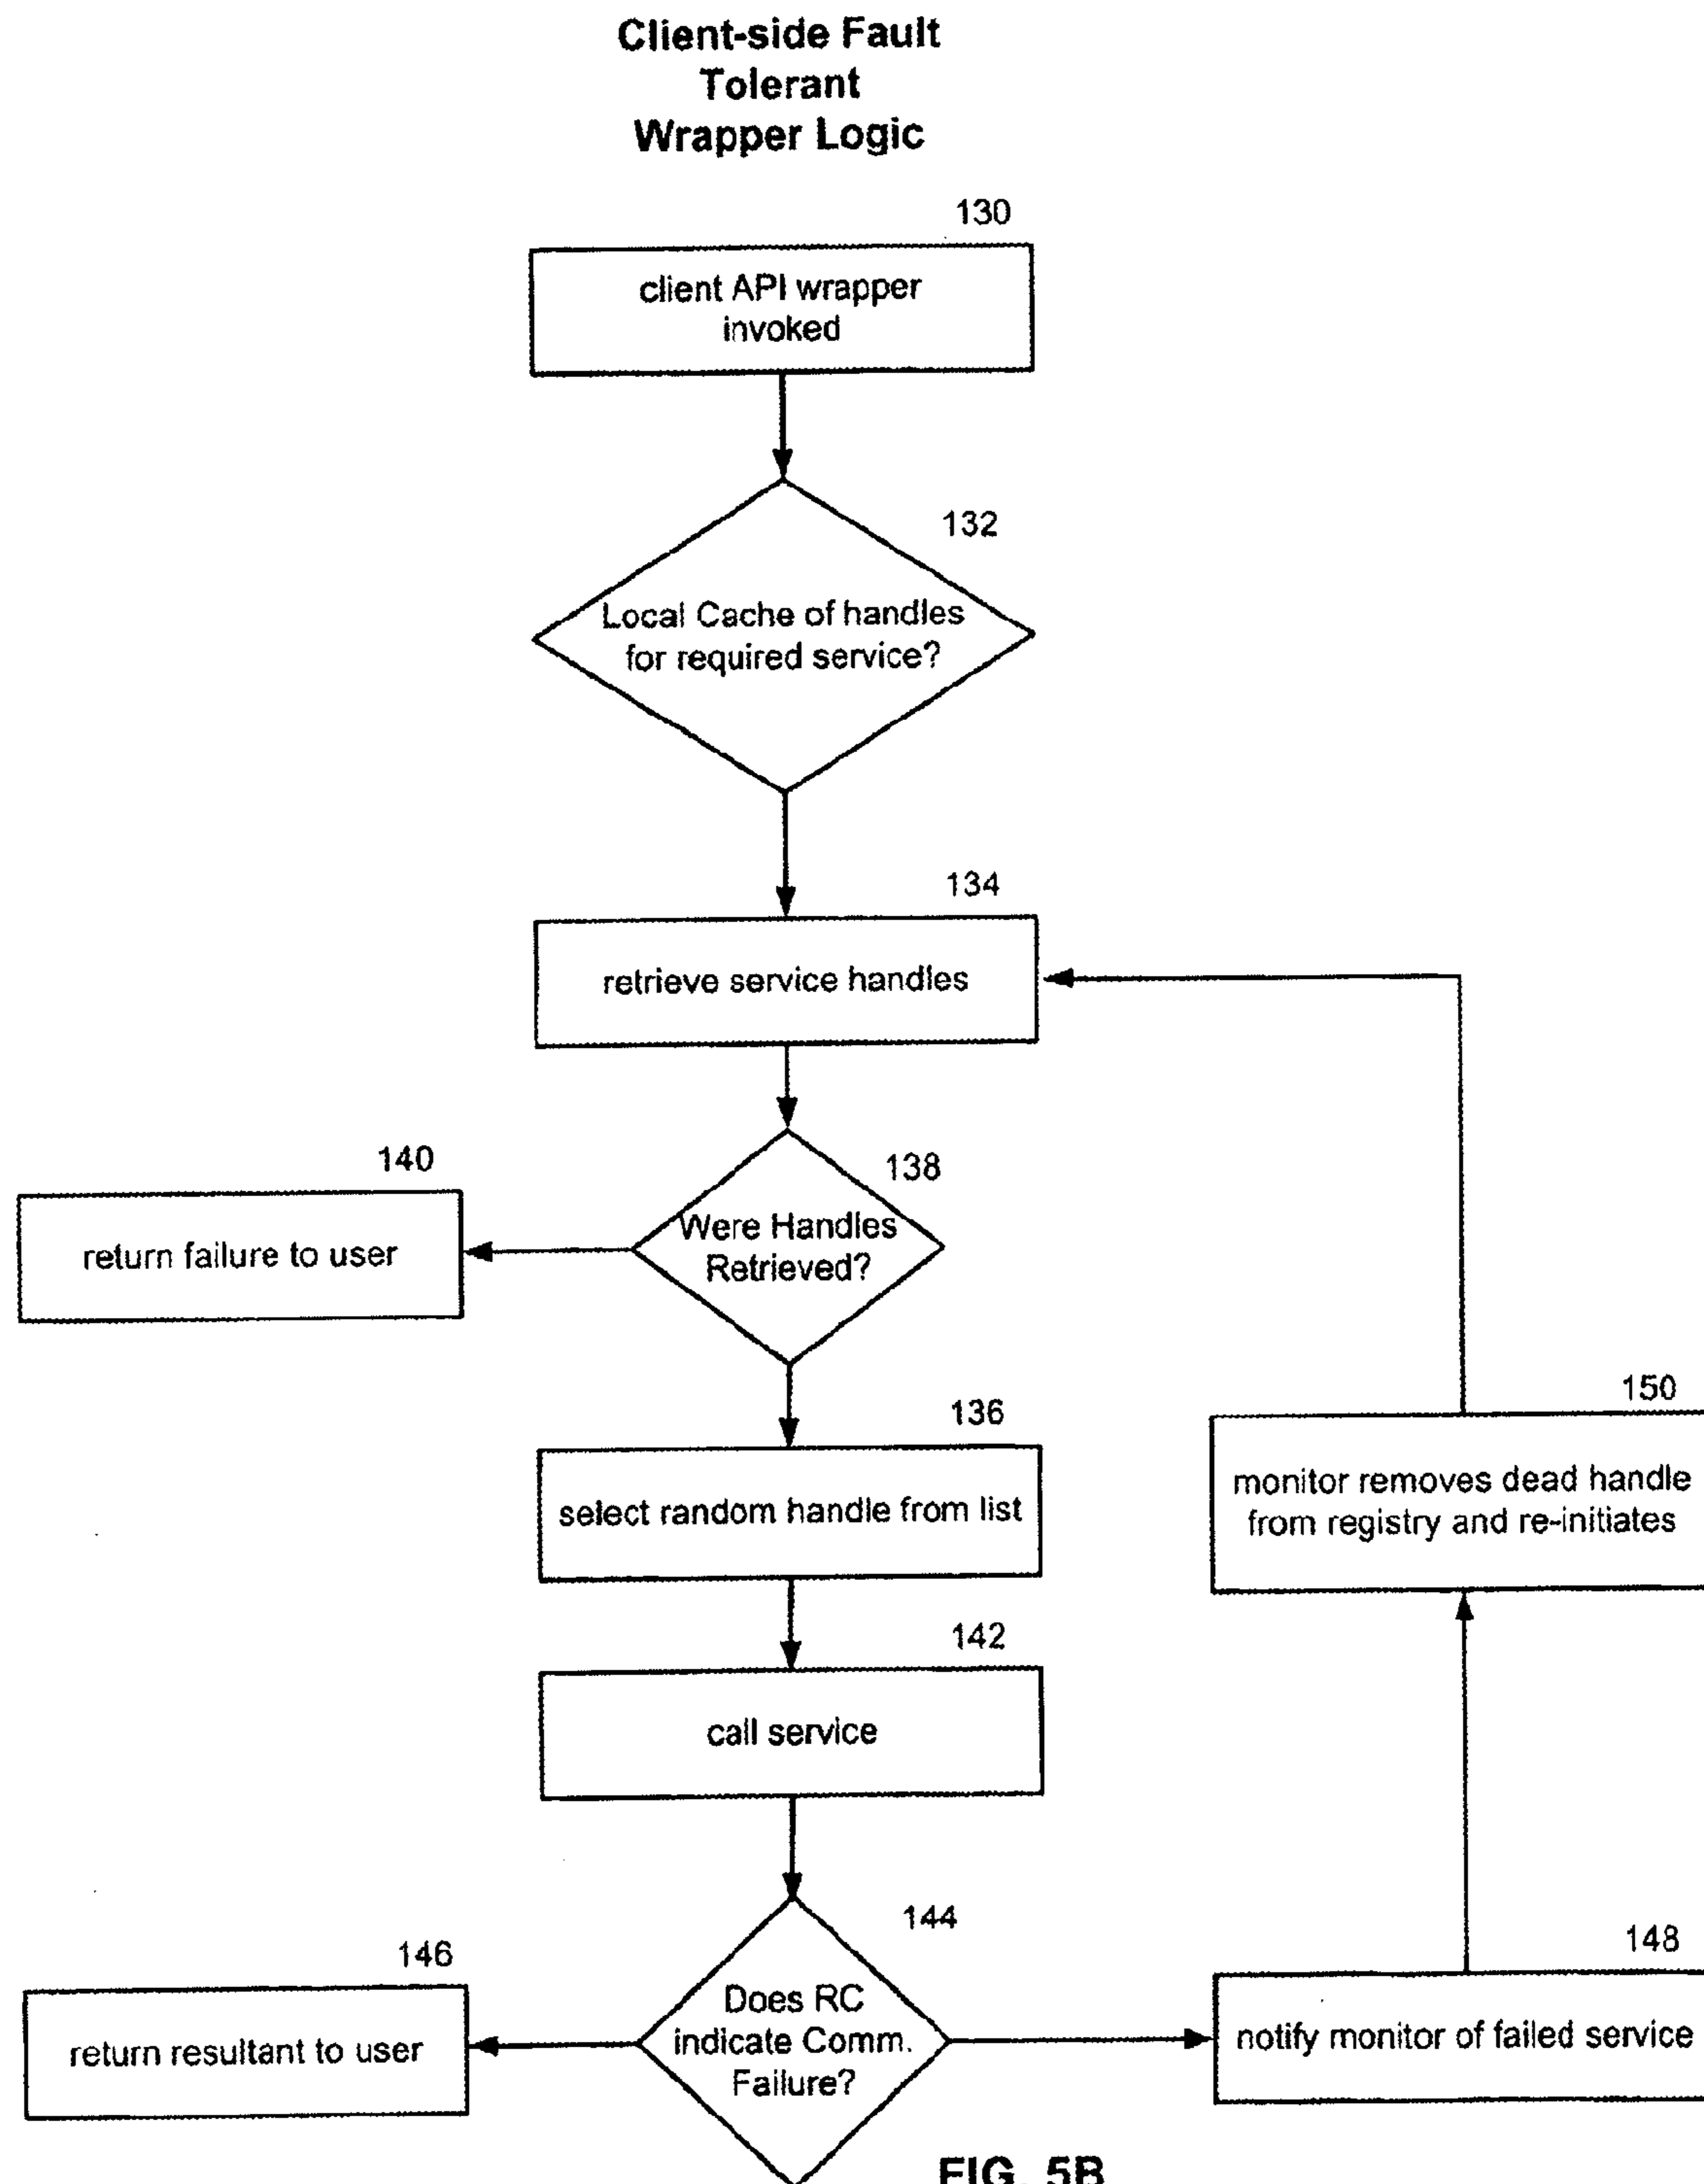 Client-side Fault
Tolerant
Wrapper Logic
130
client API wrapper
invoked
132
Local Cache of handles
for required service?
134
retrieve service handles
138
Were Handles
Retrieved?
140
return failure to user
136
select random handle from list
150
monitor removes dead handle
from registry and re-initiates
142
call service
144
Does RC
indicate Comm.
Failure?
146
return resultant to user
148
notify monitor of failed service
FIG. 5B